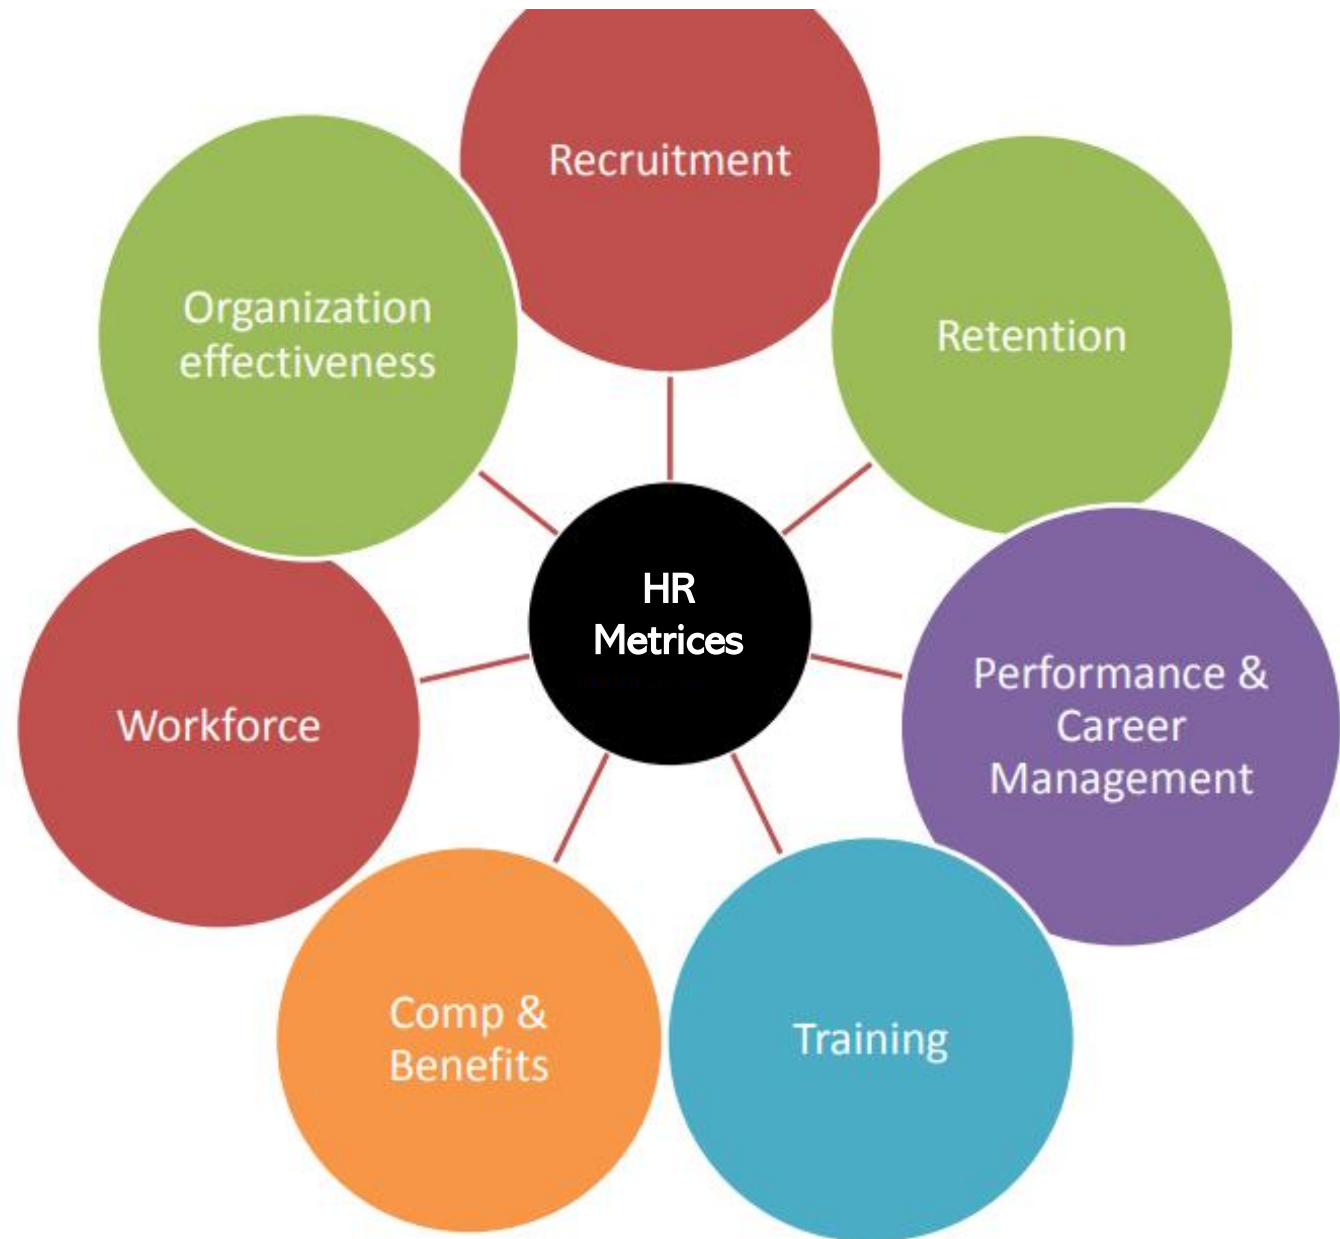 Recruitment
Organization
effectiveness
Retention
HR
Metrices
Performance &
Career
Management
Workforce
Comp &
Benefits
Training